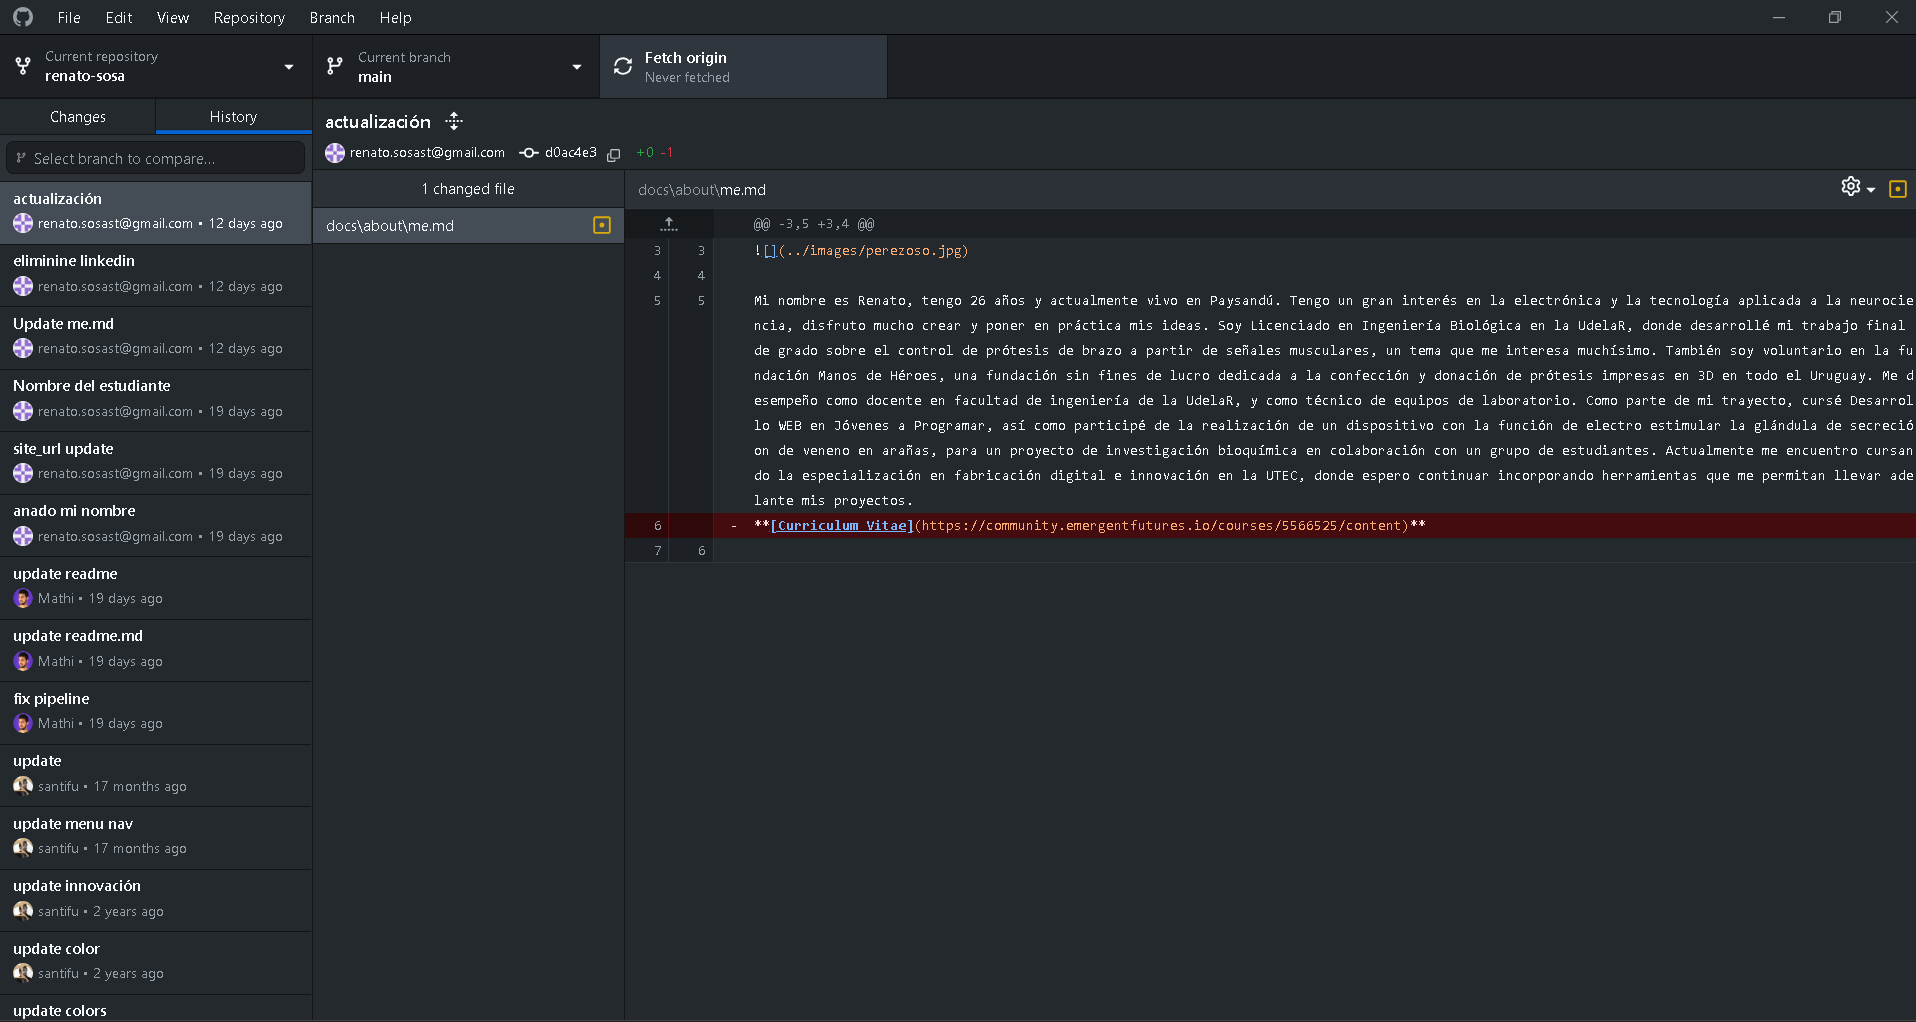 File Edit View Repository Branch Help
Current repository
renato-sosa
Current branch
main
Fetch origin
Never fetched
Changes History
Select branch to compare...
actualización
renato.sosast@gmail.com • 12 days ago
eliminine linkedin
renato.sosast@gmail.com • 12 days ago
Update me.md
renato.sosast@gmail.com • 12 days ago
Nombre del estudiante
renato.sosast@gmail.com • 19 days ago
site_url update
renato.sosast@gmail.com • 19 days ago
anado mi nombre
renato.sosast@gmail.com • 19 days ago
update readme
Mathi • 19 days ago
update readme.md
Mathi • 19 days ago
fix pipeline
Mathi • 19 days ago
update
santifu • 17 months ago
update menu nav
santifu • 17 months ago
update innovación
santifu • 2 years ago
update color
santifu • 2 years ago
update colors
actualización
renato.sosast@gmail.com d0ac4e3 +0 -1
1 changed file
docs\about\me.md
docs\about\me.md
@@ -3,5 +3,4 @@
3 3 ![](../images/perezoso.jpg)
4 4
5 5 Mi nombre es Renato, tengo 26 años y actualmente vivo en Paysandú. Tengo un gran interés en la electrónica y la tecnología aplicada a la neurocie
ncia, disfruto mucho crear y poner en práctica mis ideas. Soy Licenciado en Ingeniería Biológica en la UdelaR, donde desarrollé mi trabajo final
de grado sobre el control de prótesis de brazo a partir de señales musculares, un tema que me interesa muchísimo. También soy voluntario en la fu
ndación Manos de Héroes, una fundación sin fines de lucro dedicada a la confección y donación de prótesis impresas en 3D en todo el Uruguay. Me d
esempeño como docente en facultad de ingeniería de la UdelaR, y como técnico de equipos de laboratorio. Como parte de mi trayecto, cursé Desarrol
lo WEB en Jóvenes a Programar, así como participé de la realización de un dispositivo con la función de electro estimular la glándula de secreció
on de veneno en arañas, para un proyecto de investigación bioquímica en colaboración con un grupo de estudiantes. Actualmente me encuentro cursan
do la especialización en fabricación digital e innovación en la UTEC, donde espero continuar incorporando herramientas que me permitan llevar ade
lante mis proyectos.
6 - **[Curriculum Vitae](https://community.emergentfutures.io/courses/5566525/content)**
7 6